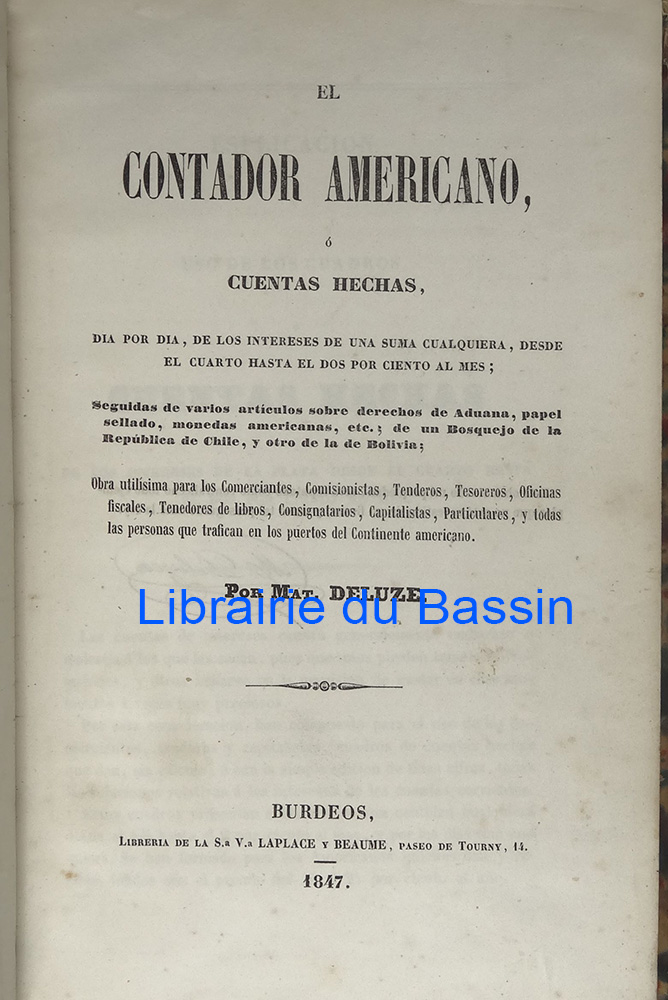 EL
CONTADOR AMERICANO,
ó
CUENTAS HECHAS,
DIA POR DIA, DE LOS INTERESES DE UNA SUMA CUALQUIERA, DESDE
EL CUARTO HASTA EL DOS POR CIENTO AL MES;
Seguidas de varios artículos sobre derechos de Aduana, papel
sellado, monedas americanas, etc.; de un Bosquejo de la
República de Chile, y otro de la de Bolivia;
Obra utilísima para los Comerciantes, Comisionistas, Tenderos, Tesoreros, Oficinas
fiscales, Tenedores de libros, Consignatarios, Capitalistas, Particulares, y todas
las personas que trafican en los puertos del Continente americano.
POR MAT. DELUZE
Librairie du Bassin
BURDEOS,
LIBRERIA DE LA S.a V.a LAPLACE Y BEAUME, PASEO DE TOURNY, 14.
1847.